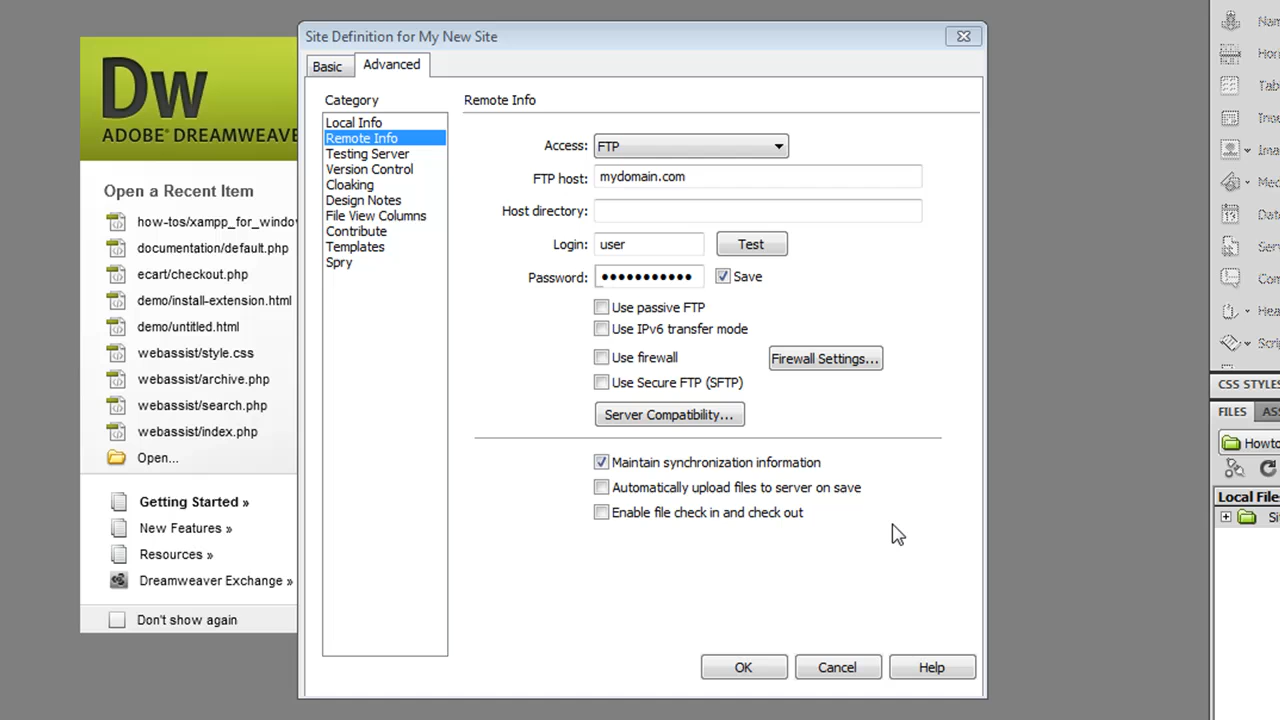 Site Definition for My New Site
Basic
Advanced
Dw
ADOBE® DREAMWEAVER
Open a Recent Item
how-tos/xampp_for_windo
documentation/default.php
ecart/checkout.php
demo/install-extension.html
demo/untitled.html
webassist/style.css
webassist/archive.php
webassist/search.php
webassist/index.php
Open...
Getting Started »
New Features »
Resources »
Dreamweaver Exchange »
Don't show again
Category
Local Info
Remote Info
Testing Server
Version Control
Cloaking
Design Notes
File View Columns
Contribute
Templates
Spry
Remote Info
Access: FTP
FTP host: mydomain.com
Host directory:
Login: user Test
Password: ●●●●●●●●●●● Save
Use passive FTP
Use IPv6 transfer mode
Use firewall Firewall Settings...
Use Secure FTP (SFTP)
Server Compatibility...
Maintain synchronization information
Automatically upload files to server on save
Enable file check in and check out
OK Cancel Help
CSS STYLES
FILES
Howto
Local File